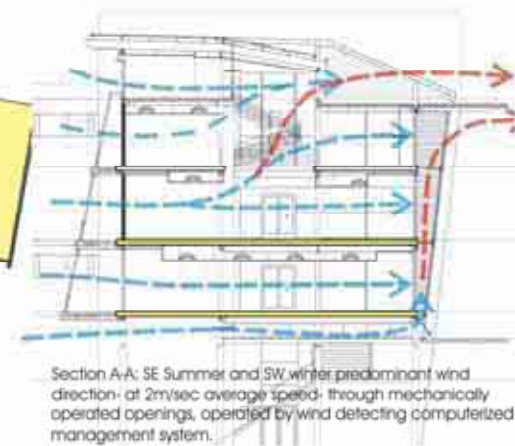 Section A-A: SE Summer and SW winter predominant wind
direction- at 2m/sec average speed- through mechanically
operated openings, operated by wind detecting computerized
management system.